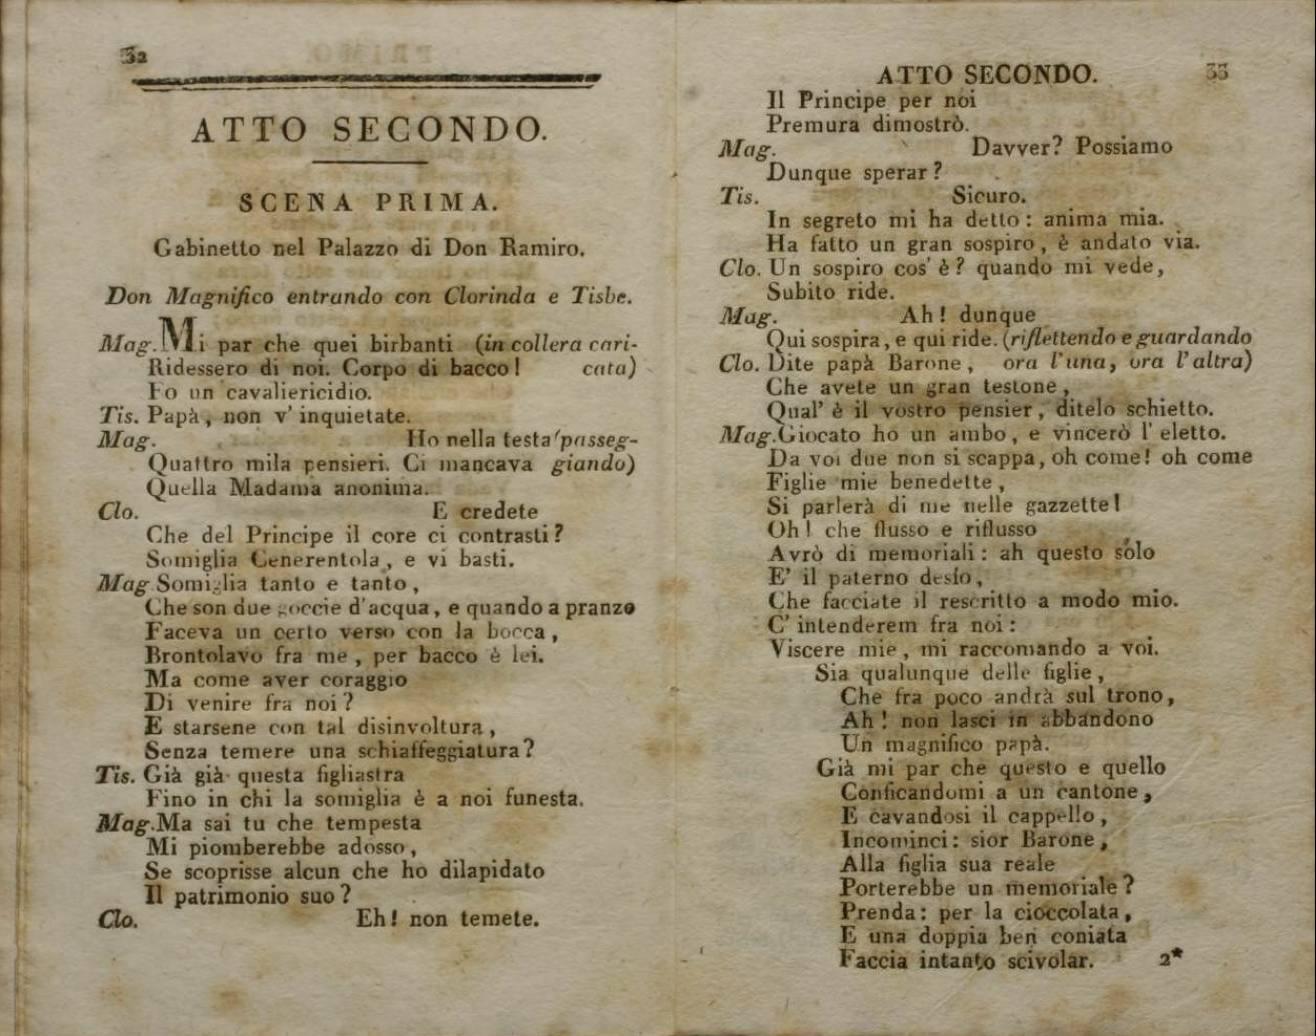 32
ATTO SECONDO.
SCENA PRIMA.
Gabinetto nel Palazzo di Don Ramiro.
Don Magnifico entrando con Clorinda e Tisbe.
Mag. Mi par che quei birbanti (in collera cari-
Ridessero di noi. Corpo di bacco! cata)
Fo un cavaliericidio.
Tis. Papà, non v' inquietate.
Mag. Ho nella testa (passeg-
Quattro mila pensieri. Ci mancava giando)
Quella Madama anonima.
Clo. E credete
Che del Principe il core ci contrasti?
Somiglia Cenerentola, e vi basti.
Mag Somiglia tanto e tanto,
Che son due goccie d'acqua, e quando a pranzo
Faceva un certo verso con la bocca,
Brontolavo fra me, per bacco è lei.
Ma come aver coraggio
Di venire fra noi?
E starsene con tal disinvoltura,
Senza temere una schiaffeggiatura?
Tis. Già già questa figliastra
Fino in chi la somiglia è a noi funesta.
Mag. Ma sai tu che tempesta
Mi piomberebbe adosso,
Se scoprisse alcun che ho dilapidato
Il patrimonio suo?
Clo. Eh! non temete.
ATTO SECONDO. 33
Il Principe per noi
Premura dimostrò.
Mag. Davver? Possiamo
Dunque sperar?
Tis. Sicuro.
In segreto mi ha detto: anima mia.
Ha fatto un gran sospiro, è andato via.
Clo. Un sospiro cos' è? quando mi vede,
Subito ride.
Mag. Ah! dunque
Qui sospira, e qui ride. (riflettendo e guardando
Clo. Dite papà Barone, ora l'una, ora l'altra)
Che avete un gran testone,
Qual' è il vostro pensier, ditelo schietto.
Mag. Giocato ho un ambo, e vincerò l' eletto.
Da voi due non si scappa, oh come! oh come
Figlie mie benedette,
Si parlerà di me nelle gazzette!
Oh! che flusso e riflusso
Avrò di memoriali: ah questo solo
E' il paterno desío,
Che facciate il rescritto a modo mio.
C' intenderem fra noi:
Viscere mie, mi raccomando a voi.
Sia qualunque delle figlie,
Che fra poco andrà sul trono,
Ah! non lasci in abbandono
Un magnifico papà.
Già mi par che questo e quello
Conficandomi a un cantone,
E cavandosi il cappello,
Incominci: sior Barone,
Alla figlia sua reale
Porterebbe un memoriale?
Prenda: per la cioccolata,
E una doppia ben coniata
Faccia intanto scivolar. 2*